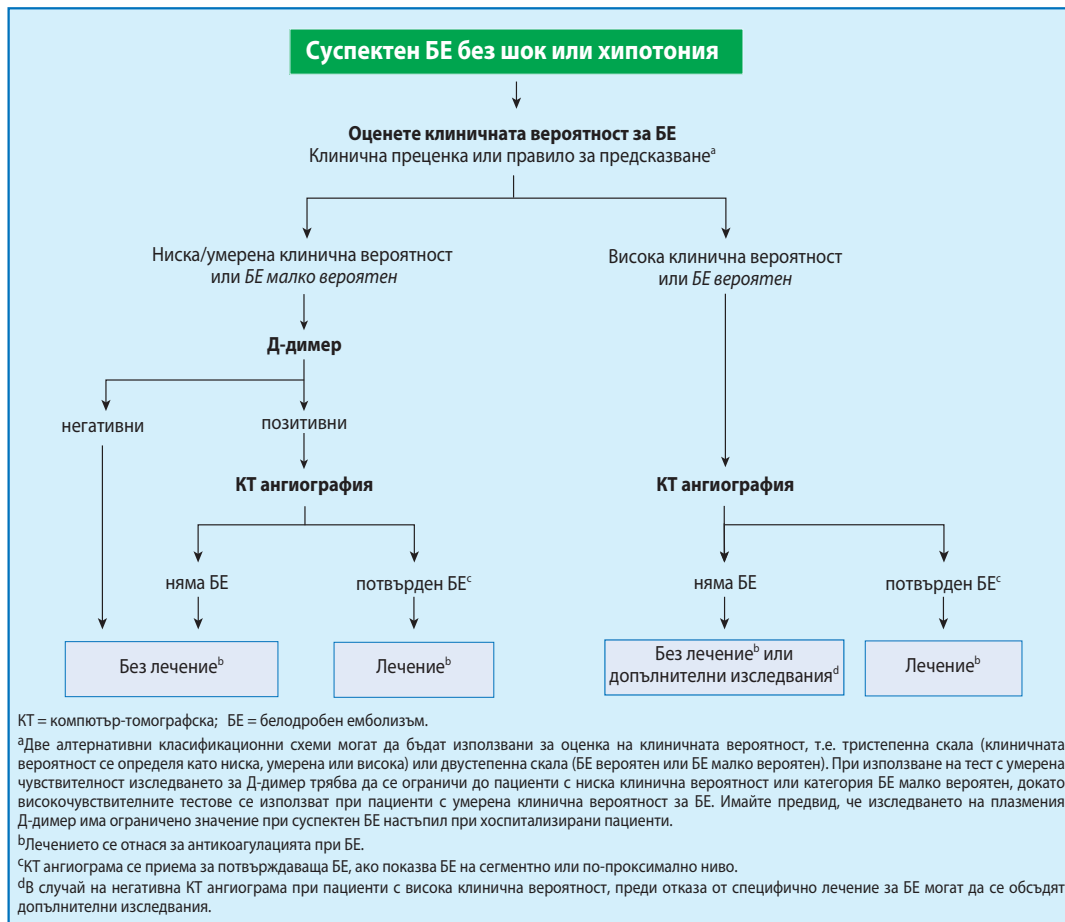 Суспектен БЕ без шок или хипотония
Оценете клиничната вероятност за БЕ
Клинична преценка или правило за предсказванеª
Ниска/умерена клинична вероятност
или БЕ малко вероятен
Висока клинична вероятност
или БЕ вероятен
Д-димер
негативни
позитивни
КТ ангиография
КТ ангиография
няма БЕ
потвърден БЕᶜ
няма БЕ
потвърден БЕᶜ
Без лечениеᵇ
Лечениеᵇ
Без лечениеᵇ или
допълнителни изследванияᵈ
Лечениеᵇ
КТ = компютър-томографска; БЕ = белодробен емболизъм.
ªДве алтернативни класификационни схеми могат да бъдат използвани за оценка на клиничната вероятност, т.е. тристепенна скала (клиничната
вероятност се определя като ниска, умерена или висока) или двустепенна скала (БЕ вероятен или БЕ малко вероятен). При използване на тест с умерена
чувствителност изследването за Д-димер трябва да се ограничи до пациенти с ниска клинична вероятност или категория БЕ малко вероятен, докато
високочувствителните тестове се използват при пациенти с умерена клинична вероятност за БЕ. Имайте предвид, че изследването на плазмения
Д-димер има ограничено значение при суспектен БЕ настъпил при хоспитализирани пациенти.
ᵇЛечението се отнася за антикоагулацията при БЕ.
ᶜКТ ангиограма се приема за потвърждаваща БЕ, ако показва БЕ на сегментно или по-проксимално ниво.
ᵈВ случай на негативна КТ ангиограма при пациенти с висока клинична вероятност, преди отказа от специфично лечение за БЕ могат да се обсъдят
допълнителни изследвания.